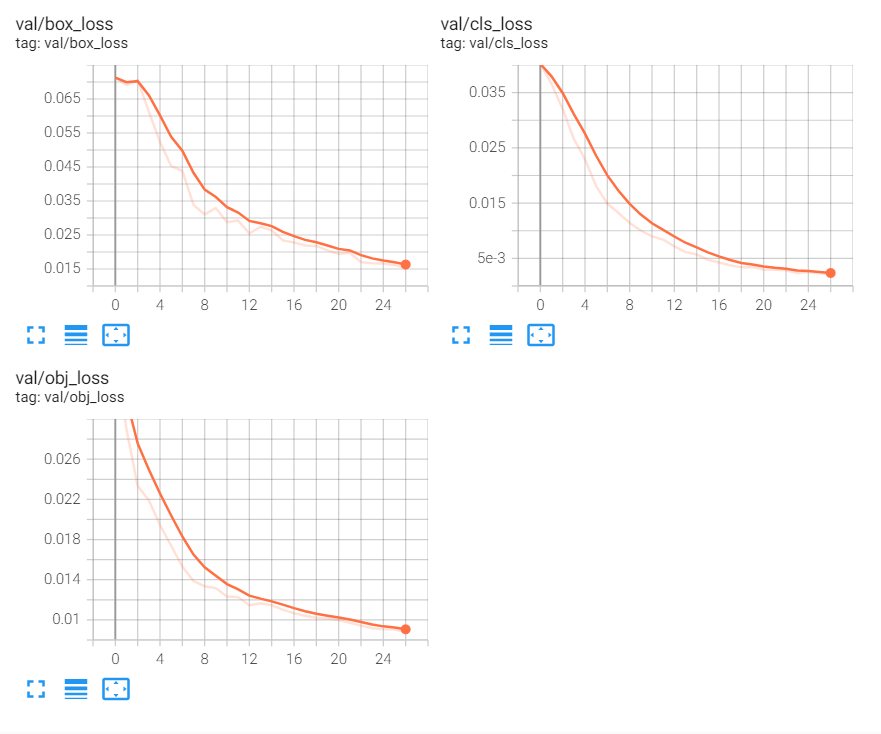 val/box_loss
tag: val/box_loss
0.065
0.055
0.045
0.035
0.025
0.015
0 4 8 12 16 20 24
val/cls_loss
tag: val/cls_loss
0.035
0.025
0.015
5e-3
0 4 8 12 16 20 24
val/obj_loss
tag: val/obj_loss
0.026
0.022
0.018
0.014
0.01
0 4 8 12 16 20 24